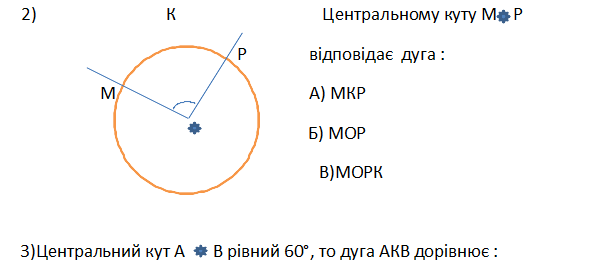 2) К Центральному куту М Р
Р відповідає дуга :
М А) МКР
Б) МОР
В)МОРК
3)Центральний кут А В рівний 60°, то дуга АКВ дорівнює :